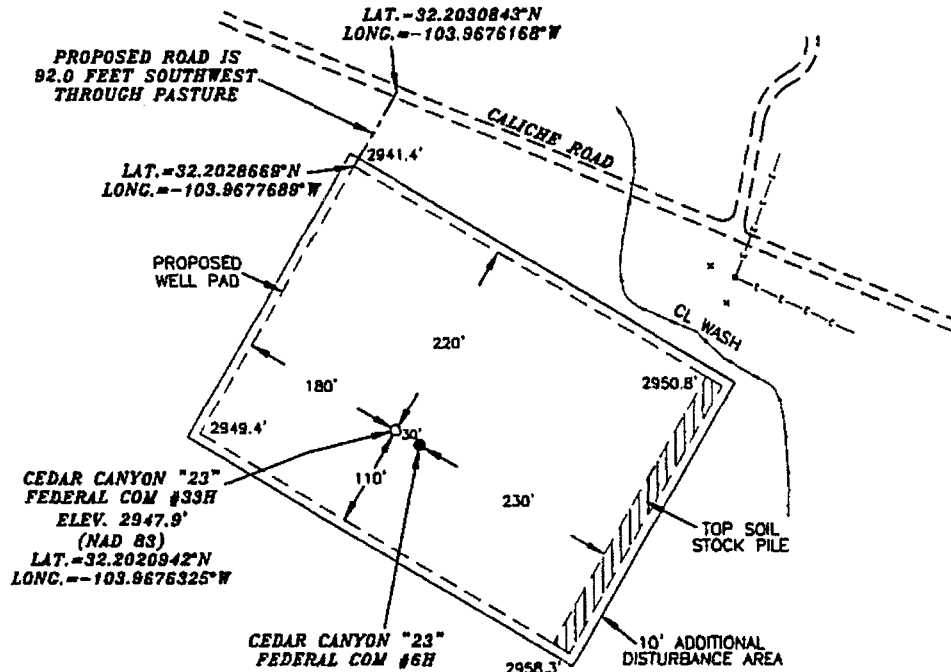 LAT.=32.2030843°N
LONG.=-103.9676168°W
PROPOSED ROAD IS
92.0 FEET SOUTHWEST
THROUGH PASTURE
CALICHE ROAD
2941.4'
LAT.=32.2028669°N
LONG.=-103.9677689°W
PROPOSED
WELL PAD
CL WASH
220'
180'
2950.8'
2949.4'
30'
110'
230'
CEDAR CANYON "23"
FEDERAL COM #33H
ELEV. 2947.9'
(NAD 83)
LAT.=32.2020942°N
LONG.=-103.9676325°W
TOP SOIL
STOCK PILE
CEDAR CANYON "23"
FEDERAL COM #6H
2958.3'
10' ADDITIONAL
DISTURBANCE AREA